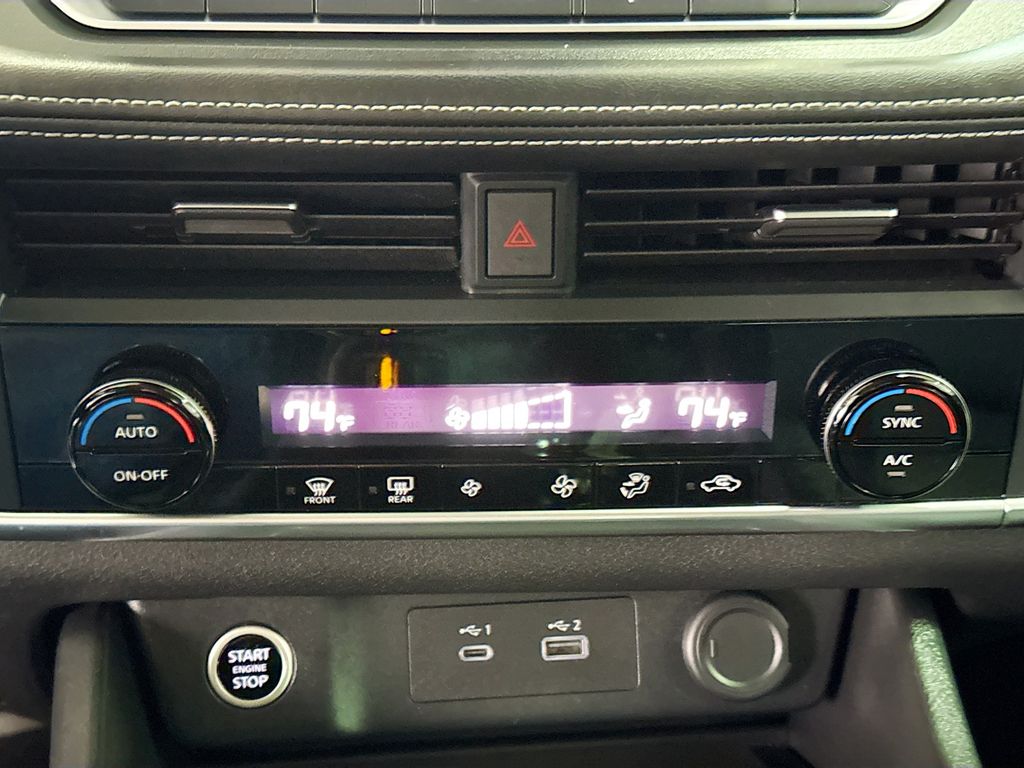 74°F
74°F
AUTO
ON·OFF
SYNC
A/C
FRONT
REAR
1
2
START
ENGINE
STOP